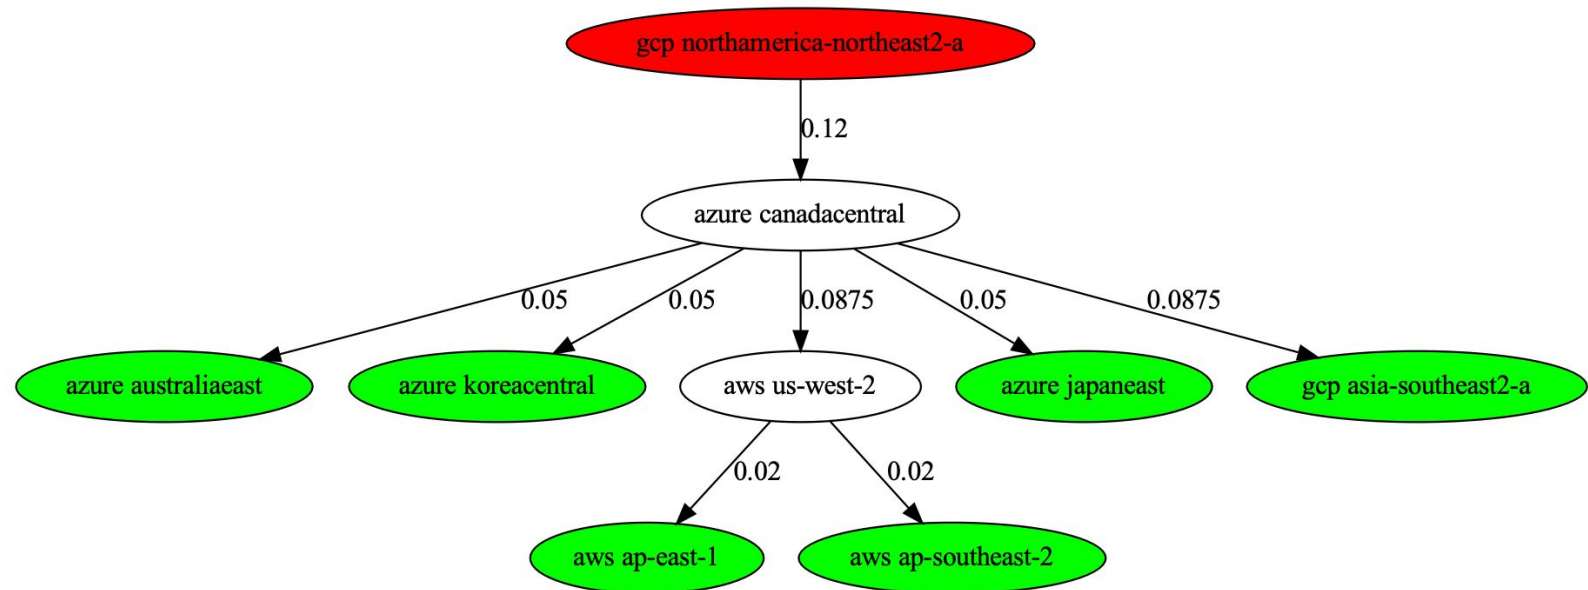 gcp northamerica-northeast2-a
0.12
azure canadacentral
0.05
0.05
0.0875
0.05
0.0875
azure australiaeast
azure koreacentral
aws us-west-2
azure japaneast
gcp asia-southeast2-a
0.02
0.02
aws ap-east-1
aws ap-southeast-2